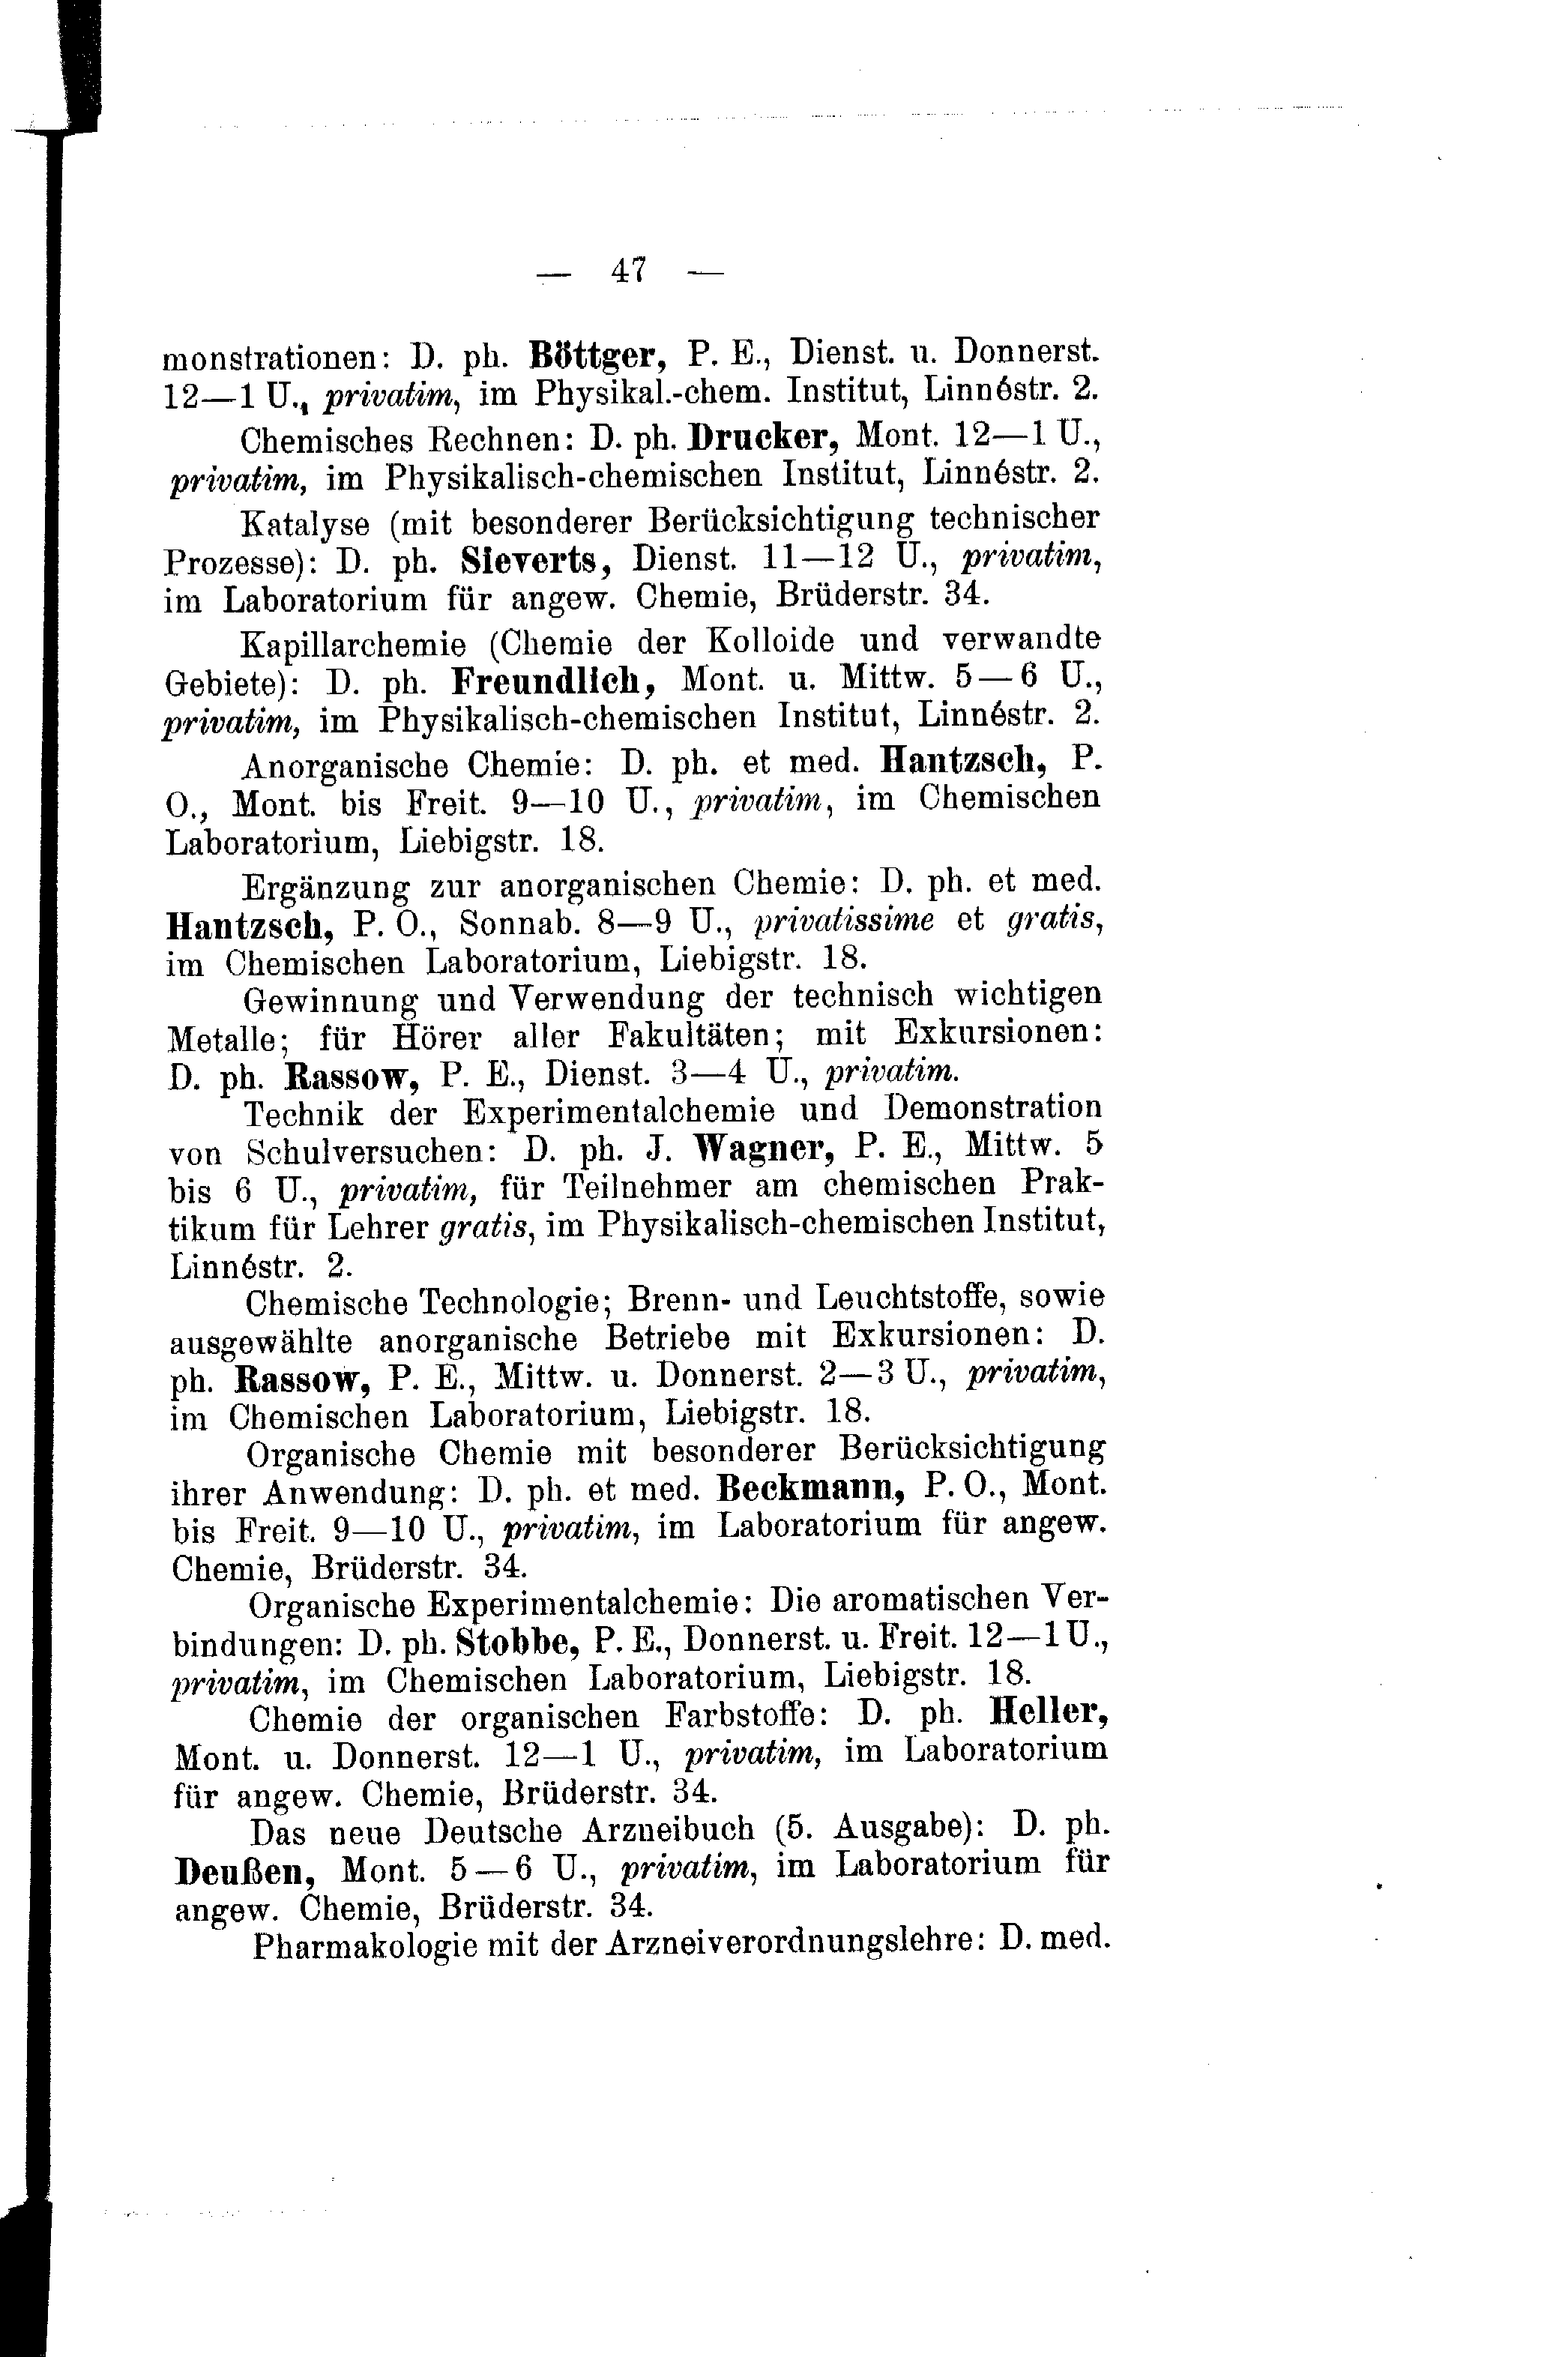 — 47 —
monstrationen: D. ph. Böttger, P. E., Dienst. u. Donnerst.
12—1 U., privatim, im Physikal.-chem. Institut, Linnéstr. 2.
Chemisches Rechnen: D. ph. Drucker, Mont. 12—1 U.,
privatim, im Physikalisch-chemischen Institut, Linnéstr. 2.
Katalyse (mit besonderer Berücksichtigung technischer
Prozesse): D. ph. Sieverts, Dienst. 11—12 U., privatim,
im Laboratorium für angew. Chemie, Brüderstr. 34.
Kapillarchemie (Chemie der Kolloide und verwandte
Gebiete): D. ph. Freundlich, Mont. u. Mittw. 5—6 U.,
privatim, im Physikalisch-chemischen Institut, Linnéstr. 2.
Anorganische Chemie: D. ph. et med. Hantzsch, P.
O., Mont. bis Freit. 9—10 U., privatim, im Chemischen
Laboratorium, Liebigstr. 18.
Ergänzung zur anorganischen Chemie: D. ph. et med.
Hantzsch, P. O., Sonnab. 8—9 U., privatissime et gratis,
im Chemischen Laboratorium, Liebigstr. 18.
Gewinnung und Verwendung der technisch wichtigen
Metalle; für Hörer aller Fakultäten; mit Exkursionen:
D. ph. Rassow, P. E., Dienst. 3—4 U., privatim.
Technik der Experimentalchemie und Demonstration
von Schulversuchen: D. ph. J. Wagner, P. E., Mittw. 5
bis 6 U., privatim, für Teilnehmer am chemischen Prak-
tikum für Lehrer gratis, im Physikalisch-chemischen Institut,
Linnéstr. 2.
Chemische Technologie; Brenn- und Leuchtstoffe, sowie
ausgewählte anorganische Betriebe mit Exkursionen: D.
ph. Rassow, P. E., Mittw. u. Donnerst. 2—3 U., privatim,
im Chemischen Laboratorium, Liebigstr. 18.
Organische Chemie mit besonderer Berücksichtigung
ihrer Anwendung: D. ph. et med. Beckmann, P. O., Mont.
bis Freit. 9—10 U., privatim, im Laboratorium für angew.
Chemie, Brüderstr. 34.
Organische Experimentalchemie: Die aromatischen Ver-
bindungen: D. ph. Stobbe, P. E., Donnerst. u. Freit. 12—1 U.,
privatim, im Chemischen Laboratorium, Liebigstr. 18.
Chemie der organischen Farbstoffe: D. ph. Heller,
Mont. u. Donnerst. 12—1 U., privatim, im Laboratorium
für angew. Chemie, Brüderstr. 34.
Das neue Deutsche Arzneibuch (5. Ausgabe): D. ph.
Deußen, Mont. 5—6 U., privatim, im Laboratorium für
angew. Chemie, Brüderstr. 34.
Pharmakologie mit der Arzneiverordnungslehre: D. med.